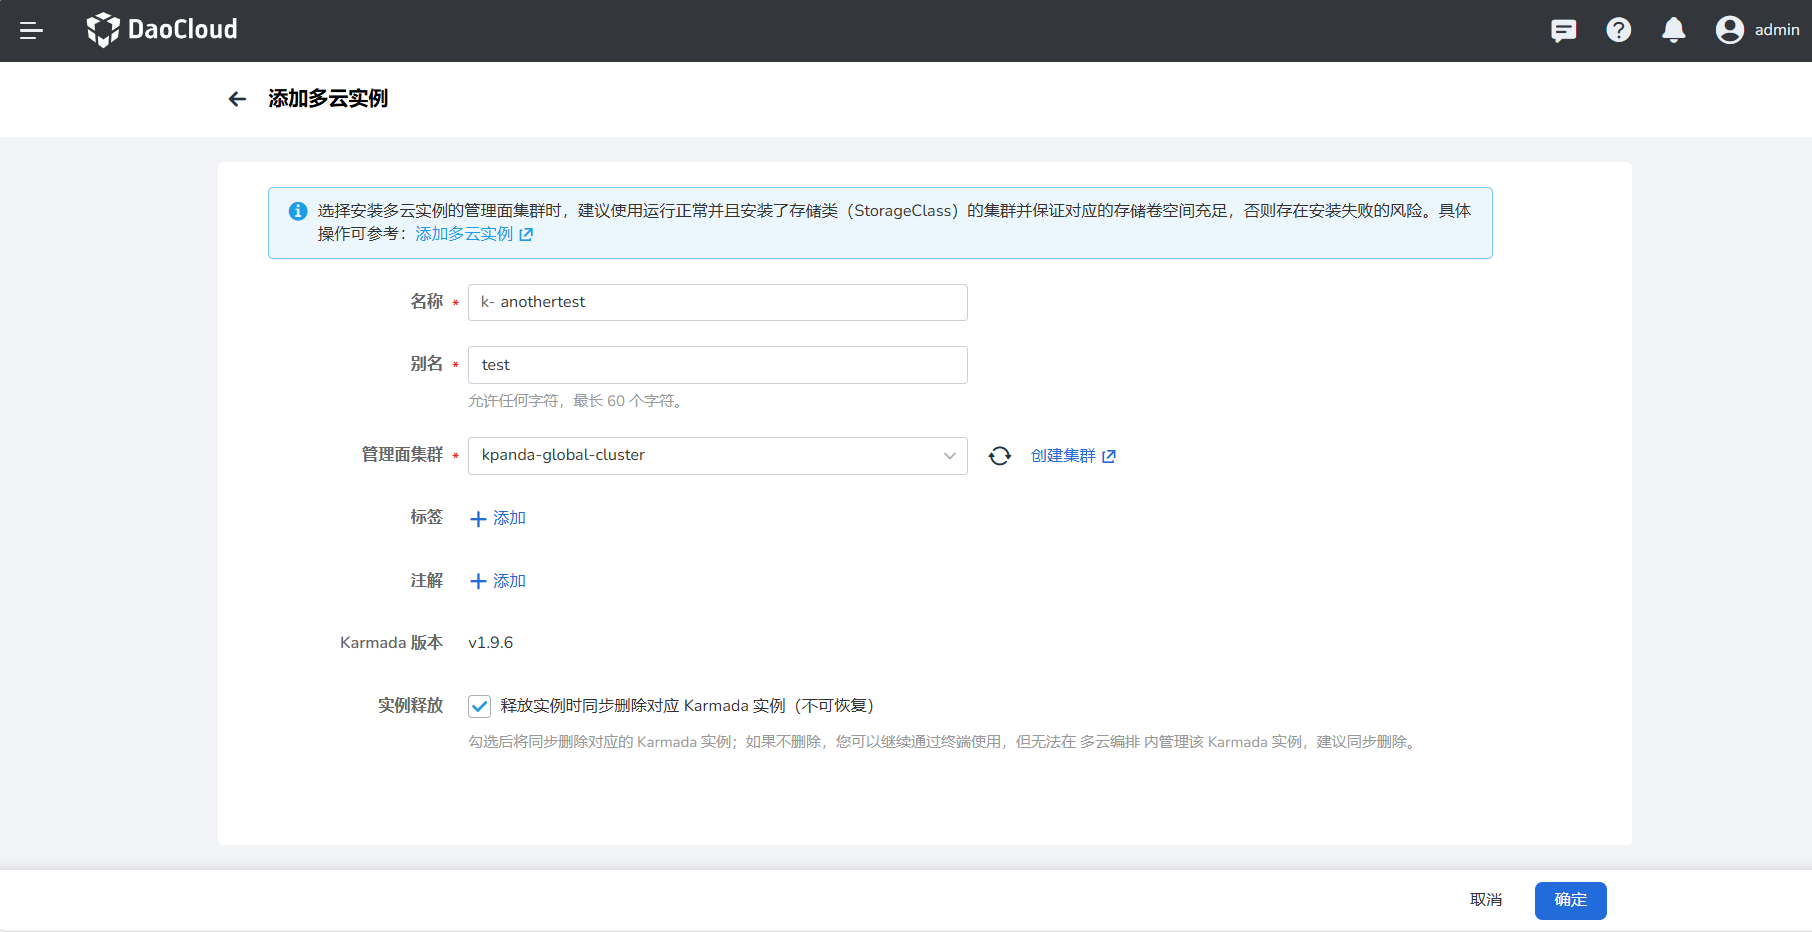 DaoCloud
admin
添加多云实例
选择安装多云实例的管理面集群时，建议使用运行正常并且安装了存储类（StorageClass）的集群并保证对应的存储卷空间充足，否则存在安装失败的风险。具体
操作可参考：添加多云实例
名称 * k- anothertest
别名 * test
允许任何字符，最长 60 个字符。
管理面集群 * kpanda-global-cluster 创建集群
标签 添加
注解 添加
Karmada 版本 v1.9.6
实例释放 释放实例时同步删除对应 Karmada 实例（不可恢复）
勾选后将同步删除对应的 Karmada 实例；如果不删除，您可以继续通过终端使用，但无法在 多云编排 内管理该 Karmada 实例，建议同步删除。
取消 确定